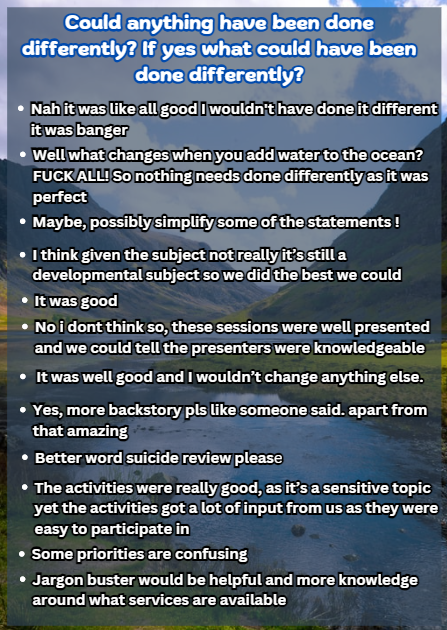 Could anything have been done
differently? If yes what could have been
done differently?
• Nah it was like all good I wouldn't have done it different
it was banger
• Well what changes when you add water to the ocean?
FUCK ALL! So nothing needs done differently as it was
perfect
• Maybe, possibly simplify some of the statements !
• I think given the subject not really it's still a
developmental subject so we did the best we could
• It was good
• No i dont think so, these sessions were well presented
and we could tell the presenters were knowledgeable
• It was well good and I wouldn't change anything else.
• Yes, more backstory pls like someone said. apart from
that amazing
• Better word suicide review please
• The activities were really good, as it's a sensitive topic
yet the activities got a lot of input from us as they were
easy to participate in
• Some priorities are confusing
• Jargon buster would be helpful and more knowledge
around what services are available